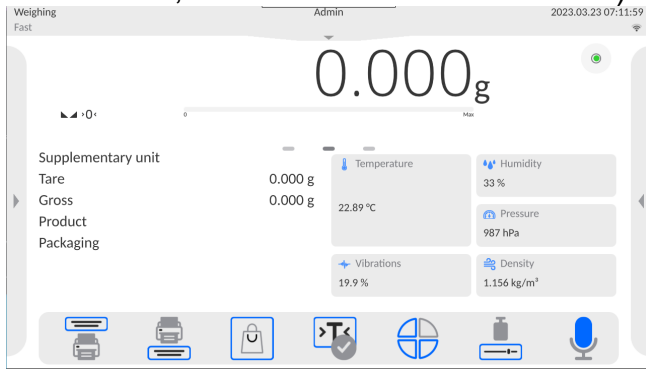 Weighing Admin 2023.03.23 07:11:59
Fast
0.000g
›0‹ 0 Max
Supplementary unit
Tare 0.000 g
Gross 0.000 g
Product
Packaging
Temperature
22.89 °C
Humidity
33 %
Pressure
987 hPa
Vibrations
19.9 %
Density
1.156 kg/m³
›T‹